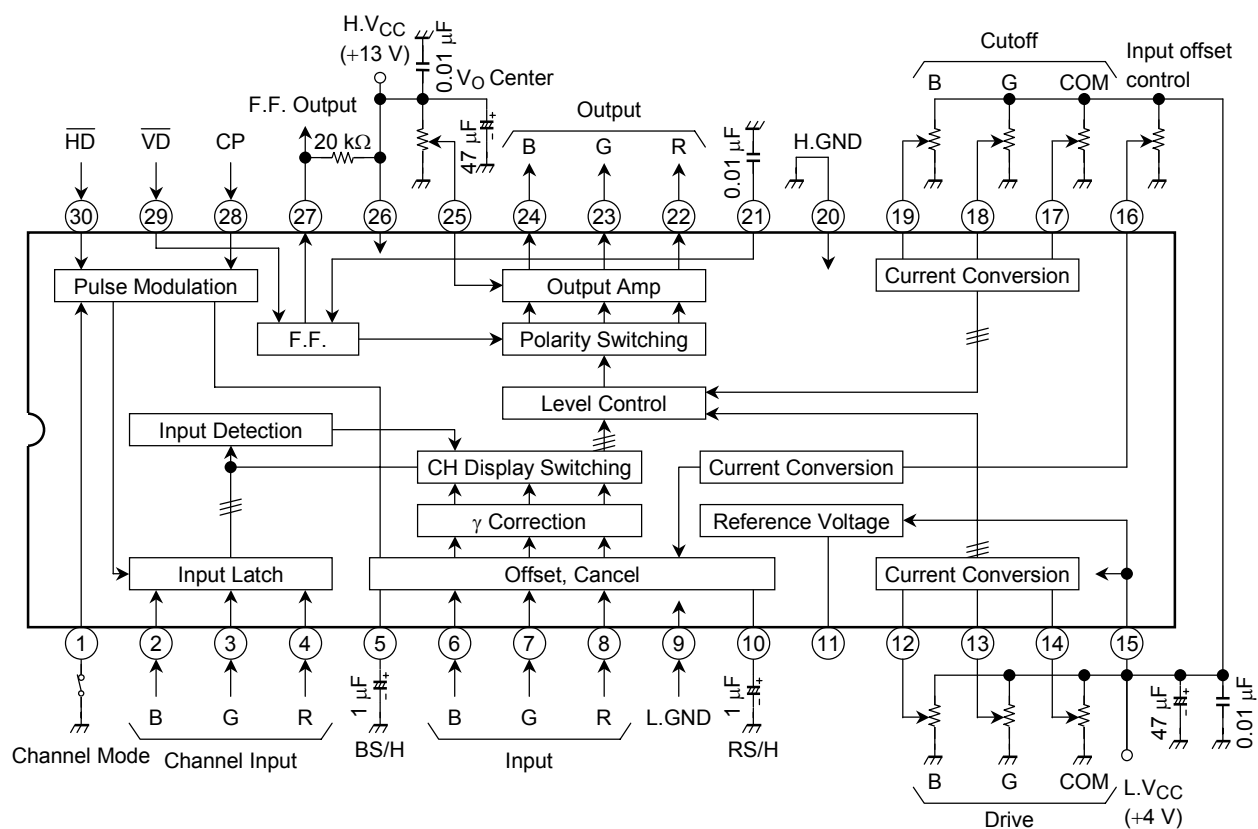 H.VCC
(+13 V)
0.01 µF
VO Center
Cutoff
Input offset
control
B
G
COM
F.F. Output
20 kΩ
47 µF
+
-
Output
B
G
R
0.01 µF
H.GND
HD
VD
CP
30
29
28
27
26
25
24
23
22
21
20
19
18
17
16
Pulse Modulation
Output Amp
Current Conversion
F.F.
Polarity Switching
Level Control
Input Detection
CH Display Switching
Current Conversion
γ Correction
Reference Voltage
Input Latch
Offset, Cancel
Current Conversion
1
2
3
4
5
6
7
8
9
10
11
12
13
14
15
B
G
R
1 µF
+
-
B
G
R
L.GND
1 µF
+
-
47 µF
+
-
0.01 µF
Channel Mode
Channel Input
BS/H
Input
RS/H
B
G
COM
Drive
L.VCC
(+4 V)